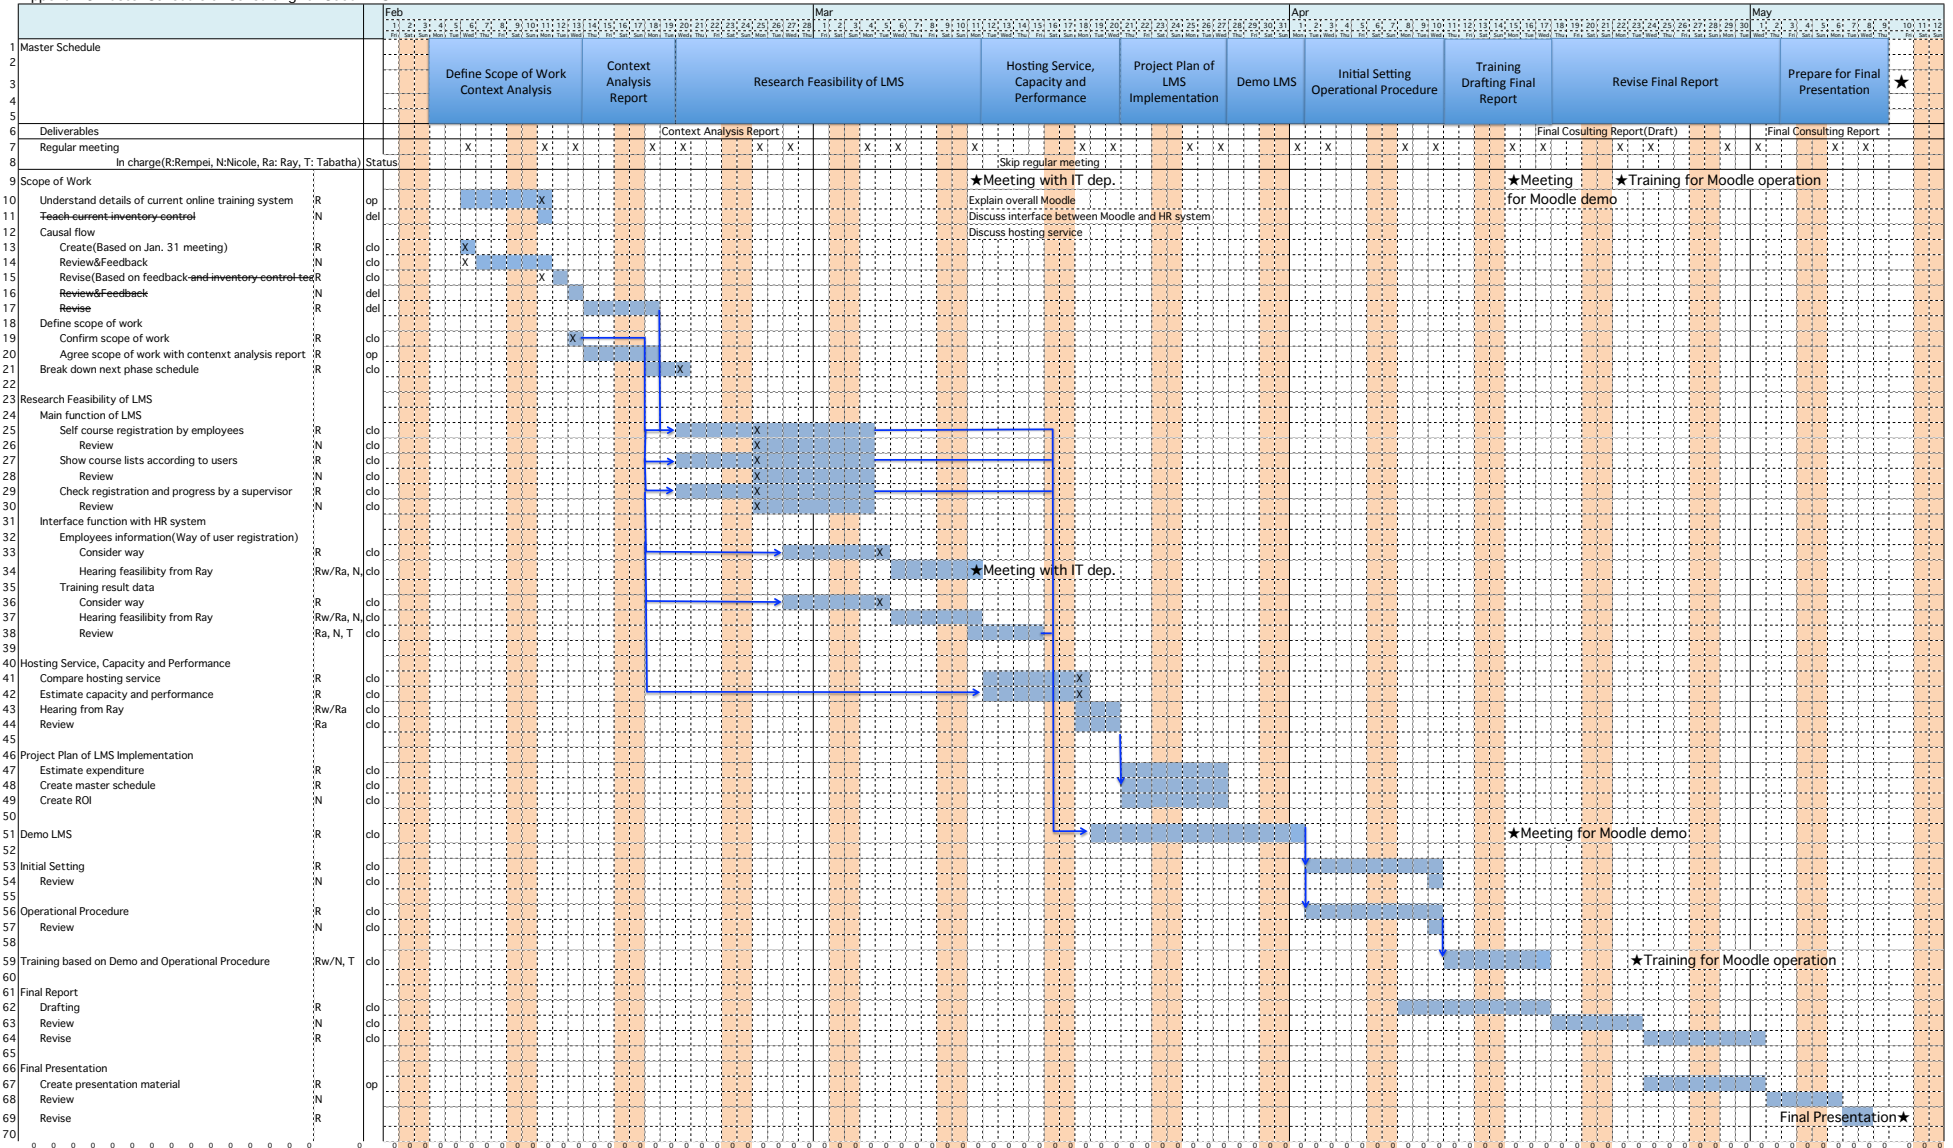 Feb Mar Apr May
1 Master Schedule
2
3
4
5
Define Scope of Work
Context Analysis
Context
Analysis
Report
Research Feasibility of LMS
Hosting Service,
Capacity and
Performance
Project Plan of
LMS
Implementation
Demo LMS
Initial Setting
Operational Procedure
Training
Drafting Final
Report
Revise Final Report
Prepare for Final
Presentation
★
6 Deliverables Context Analysis Report Final Cosulting Report(Draft) Final Consulting Report
7 Regular meeting X X X X X X X X X X X X X X X X X X X X X X X X X X X
8 In charge(R:Rempei, N:Nicole, Ra: Ray, T: Tabatha) Status Skip regular meeting
9 Scope of Work ★Meeting with IT dep. ★Meeting ★Training for Moodle operation
10 Understand details of current online training system R op X Explain overall Moodle for Moodle demo
11 Teach current inventory control N del Discuss interface between Moodle and HR system
12 Causal flow Discuss hosting service
13 Create(Based on Jan. 31 meeting) R clo X
14 Review&Feedback N clo X
15 Revise(Based on feedback and inventory control tea R clo X
16 Review&Feedback N del
17 Revise R del
18 Define scope of work
19 Confirm scope of work R clo X
20 Agree scope of work with contenxt analysis report R op
21 Break down next phase schedule R clo X
22
23 Research Feasibility of LMS
24 Main function of LMS
25 Self course registration by employees R clo X
26 Review N clo X
27 Show course lists according to users R clo X
28 Review N clo X
29 Check registration and progress by a supervisor R clo X
30 Review N clo X
31 Interface function with HR system
32 Employees information(Way of user registration)
33 Consider way R clo X
34 Hearing feasilibity from Ray Rw/Ra, N, clo ★Meeting with IT dep.
35 Training result data
36 Consider way R clo X
37 Hearing feasilibity from Ray Rw/Ra, N, clo
38 Review Ra, N, T clo
39
40 Hosting Service, Capacity and Performance
41 Compare hosting service R clo X
42 Estimate capacity and performance R clo X
43 Hearing from Ray Rw/Ra clo
44 Review Ra clo
45
46 Project Plan of LMS Implementation
47 Estimate expenditure R clo
48 Create master schedule R clo
49 Create ROI N clo
50
51 Demo LMS R clo ★Meeting for Moodle demo
52
53 Initial Setting R clo
54 Review N clo
55
56 Operational Procedure R clo
57 Review N clo
58
59 Training based on Demo and Operational Procedure Rw/N, T clo ★Training for Moodle operation
60
61 Final Report
62 Drafting R clo
63 Review N clo
64 Revise R clo
65
66 Final Presentation
67 Create presentation material R op
68 Review N
69 Revise R Final Presentation★
70